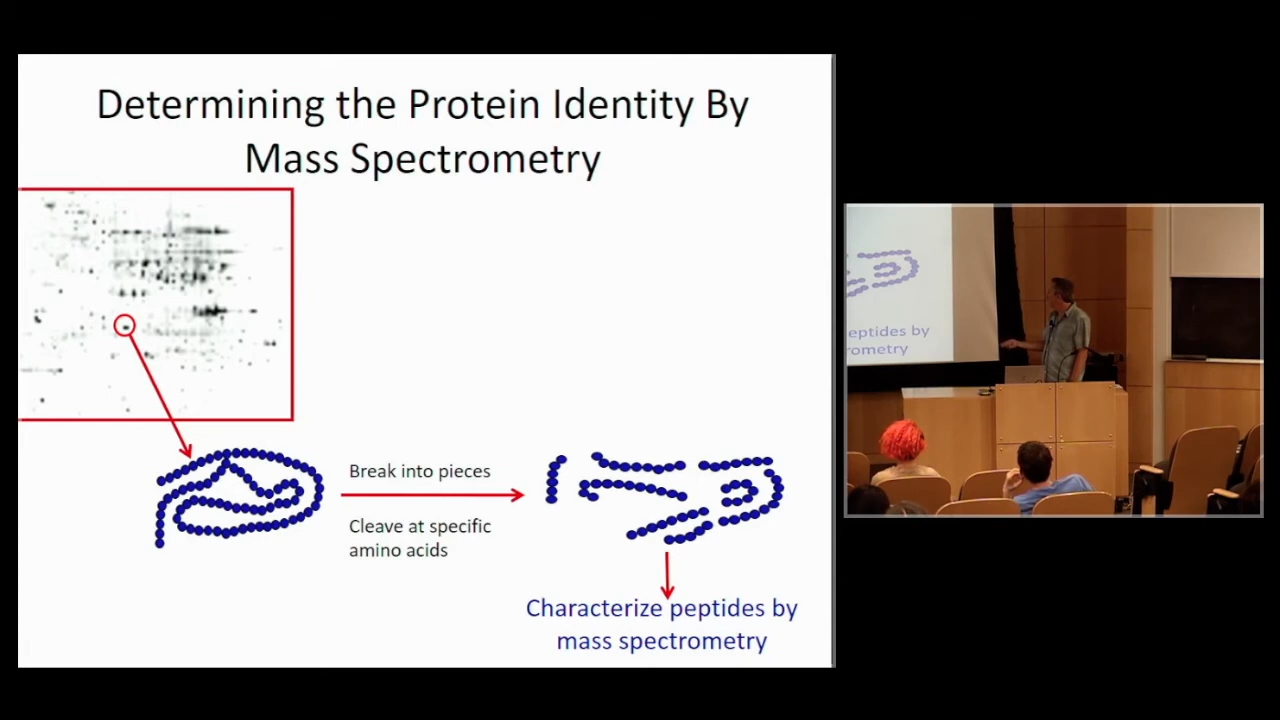 Determining the Protein Identity By
Mass Spectrometry
Break into pieces
Cleave at specific
amino acids
Characterize peptides by
mass spectrometry
eptides by
rometry